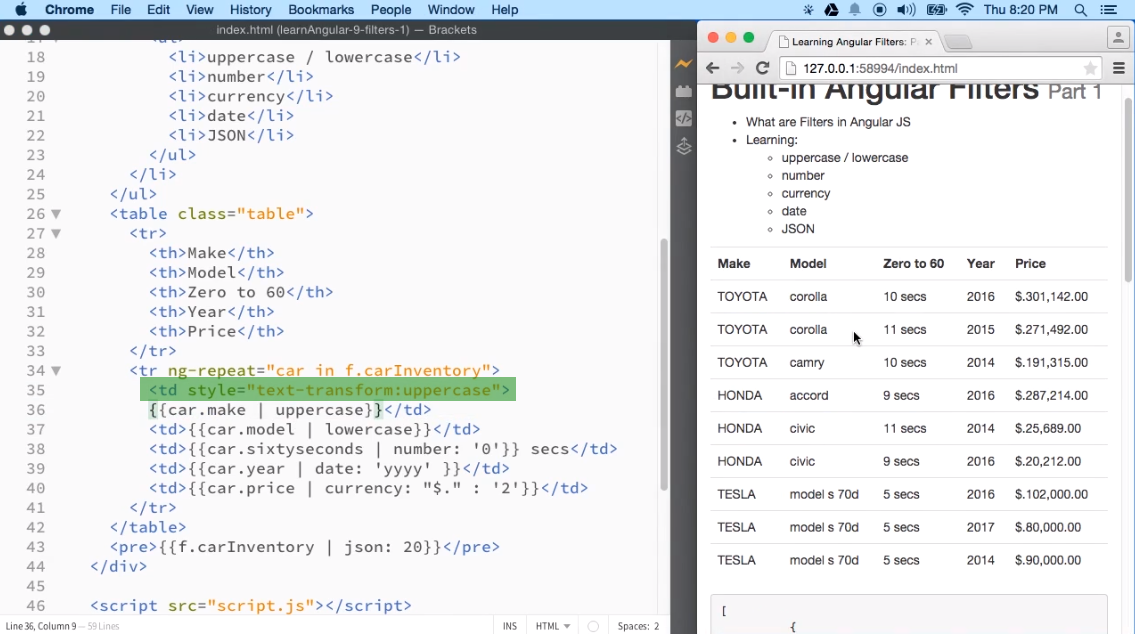 Chrome File Edit View History Bookmarks People Window Help Thu 8:20 PM
index.html (learnAngular-9-filters-1) — Brackets
18 <li>uppercase / lowercase</li>
19 <li>number</li>
20 <li>currency</li>
21 <li>date</li>
22 <li>JSON</li>
23 </ul>
24 </li>
25 </ul>
26 <table class="table">
27 <tr>
28 <th>Make</th>
29 <th>Model</th>
30 <th>Zero to 60</th>
31 <th>Year</th>
32 <th>Price</th>
33 </tr>
34 <tr ng-repeat="car in f.carInventory">
35 <td style="text-transform:uppercase">
36 {{car.make | uppercase}}</td>
37 <td>{{car.model | lowercase}}</td>
38 <td>{{car.sixtyseconds | number: '0'}} secs</td>
39 <td>{{car.year | date: 'yyyy' }}</td>
40 <td>{{car.price | currency: "$." : '2'}}</td>
41 </tr>
42 </table>
43 <pre>{{f.carInventory | json: 20}}</pre>
44 </div>
45
46 <script src="script.js"></script>
Line 36, Column 9 — 59 Lines
INS HTML Spaces: 2
Learning Angular Filters:
127.0.0.1:58994/index.html
Built-in Angular Filters Part 1
What are Filters in Angular JS
Learning:
uppercase / lowercase
number
currency
date
JSON
Make Model Zero to 60 Year Price
TOYOTA corolla 10 secs 2016 $.301,142.00
TOYOTA corolla 11 secs 2015 $.271,492.00
TOYOTA camry 10 secs 2014 $.191,315.00
HONDA accord 9 secs 2016 $.287,214.00
HONDA civic 11 secs 2014 $.25,689.00
HONDA civic 9 secs 2016 $.20,212.00
TESLA model s 70d 5 secs 2016 $.102,000.00
TESLA model s 70d 5 secs 2017 $.80,000.00
TESLA model s 70d 5 secs 2014 $.90,000.00
[
{